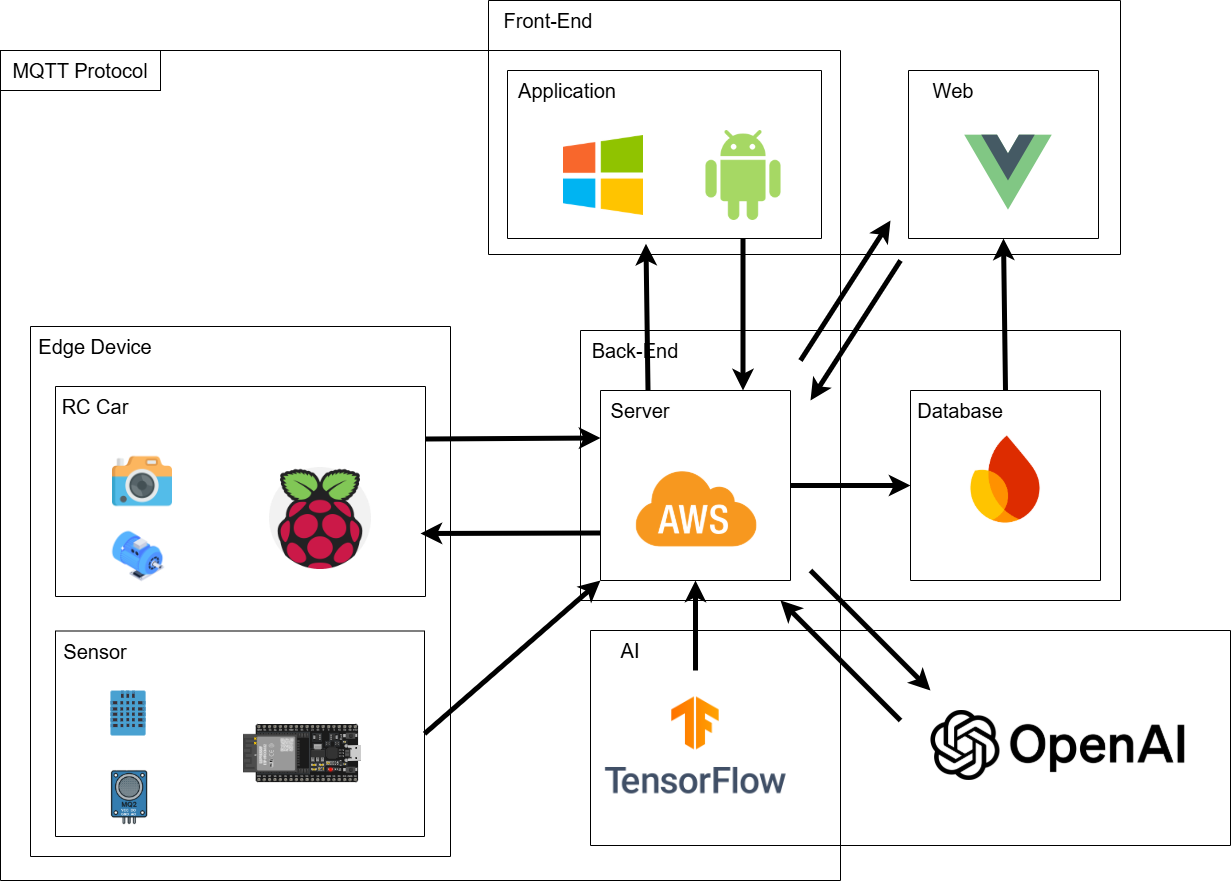 Front-End
MQTT Protocol
Application
Web
Edge Device
Back-End
RC Car
Server
Database
AWS
Sensor
AI
MQ2
TensorFlow
OpenAI